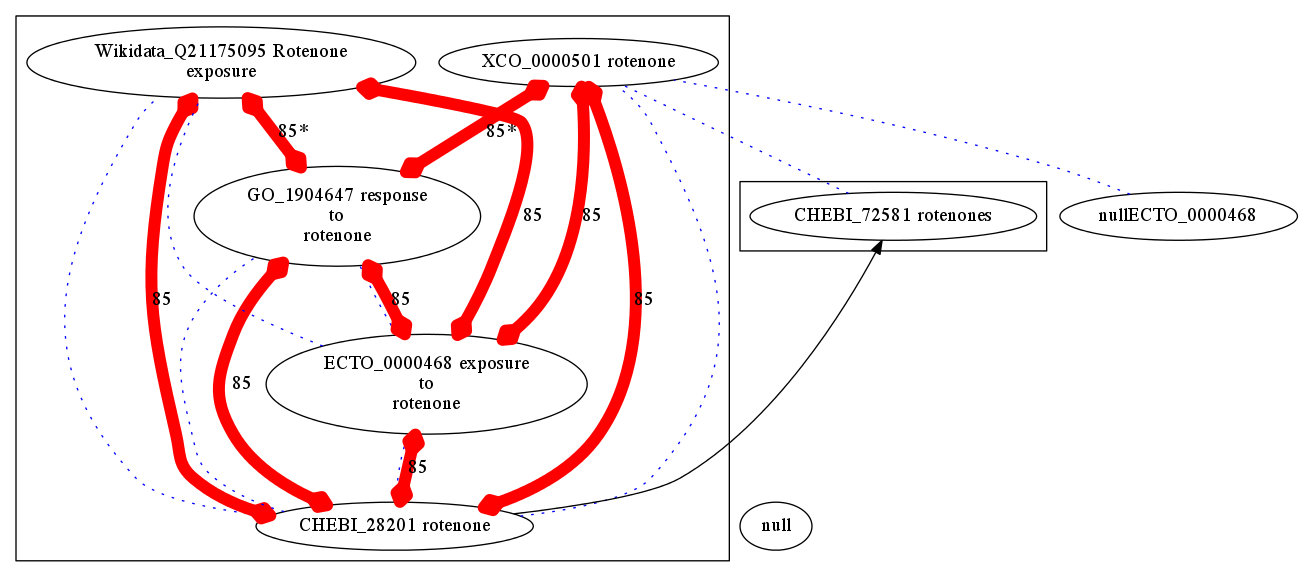 Wikidata_Q21175095 Rotenone
exposure
XCO_0000501 rotenone
85*
85*
GO_1904647 response
to
rotenone
85
85
CHEBI_72581 rotenones
nullECTO_0000468
85
85
85
ECTO_0000468 exposure
to
rotenone
85
85
CHEBI_28201 rotenone
null